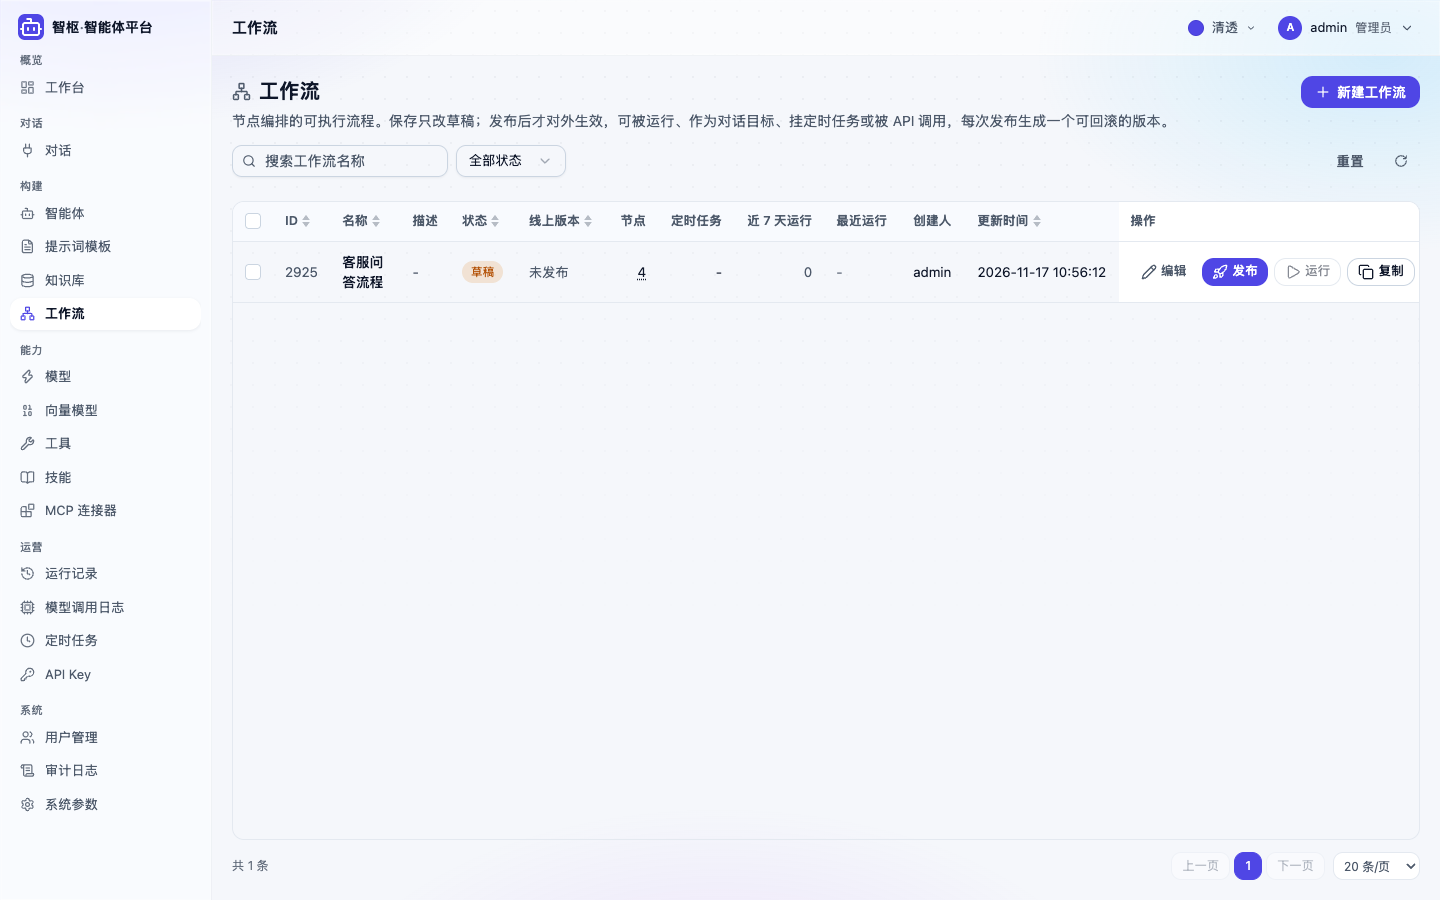 智枢·智能体平台
概览
工作台
对话
对话
构建
智能体
提示词模板
知识库
工作流
能力
模型
向量模型
工具
技能
MCP 连接器
运营
运行记录
模型调用日志
定时任务
API Key
系统
用户管理
审计日志
系统参数
工作流
清透
A admin 管理员
工作流
新建工作流
节点编排的可执行流程。保存只改草稿；发布后才对外生效，可被运行、作为对话目标、挂定时任务或被 API 调用，每次发布生成一个可回滚的版本。
搜索工作流名称
全部状态
重置
ID 名称 描述 状态 线上版本 节点 定时任务 近 7 天运行 最近运行 创建人 更新时间 操作
2925 客服问答流程 - 草稿 未发布 4 - 0 - admin 2026-11-17 10:56:12 编辑 发布 运行 复制
共 1 条
上一页 1 下一页 20 条/页